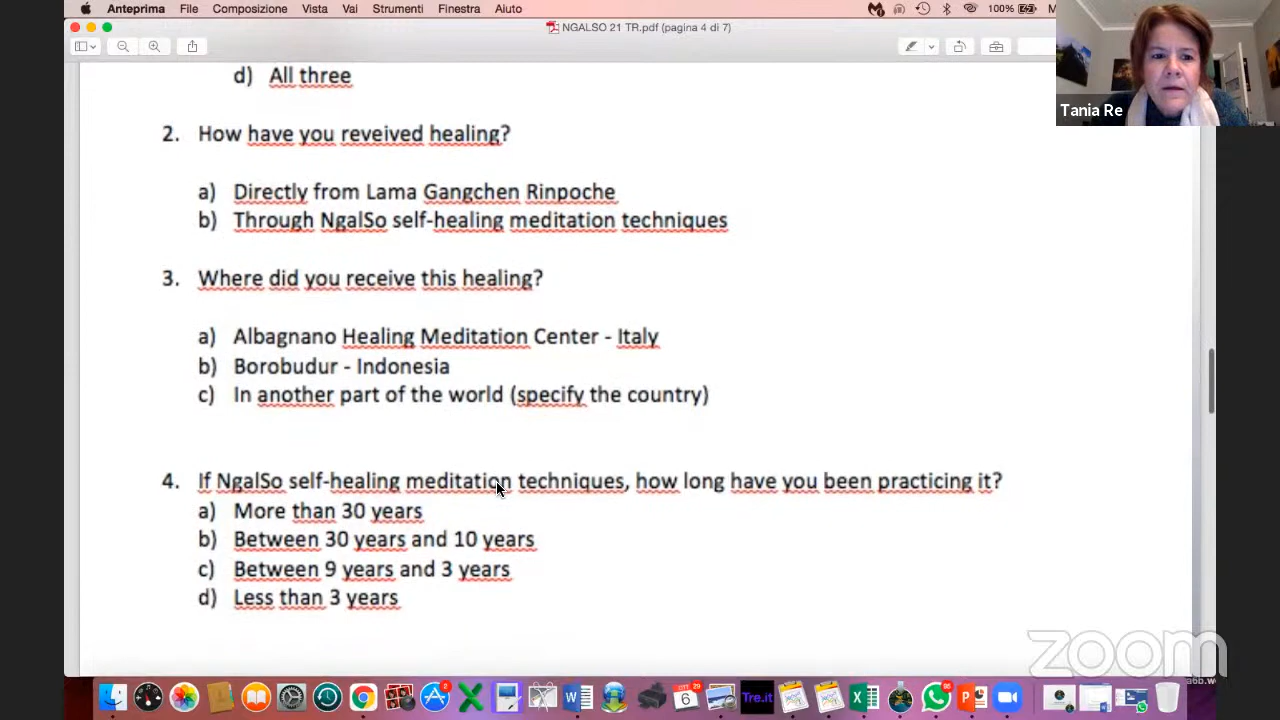 Anteprima File Composizione Vista Vai Strumenti Finestra Aiuto 100%
NGALSO 21 TR.pdf (pagina 4 di 7)
Tania Re
d) All three
2. How have you reveived healing?
a) Directly from Lama Gangchen Rinpoche
b) Through NgalSo self-healing meditation techniques
3. Where did you receive this healing?
a) Albagnano Healing Meditation Center - Italy
b) Borobudur - Indonesia
c) In another part of the world (specify the country)
4. If NgalSo self-healing meditation techniques, how long have you been practicing it?
a) More than 30 years
b) Between 30 years and 10 years
c) Between 9 years and 3 years
d) Less than 3 years
zoom
Tre.it